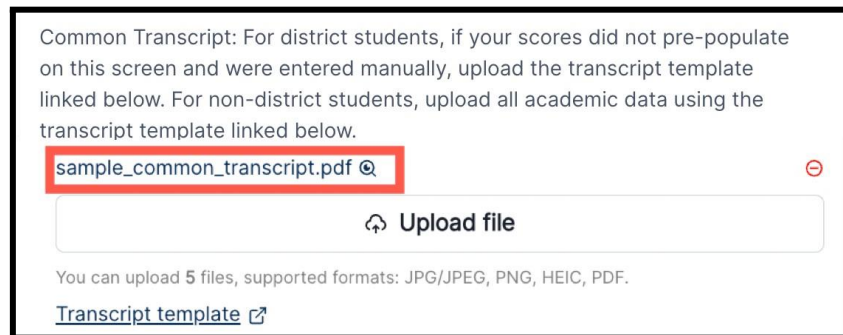 Common Transcript: For district students, if your scores did not pre-populate
on this screen and were entered manually, upload the transcript template
linked below. For non-district students, upload all academic data using the
transcript template linked below.
sample_common_transcript.pdf
Upload file
You can upload 5 files, supported formats: JPG/JPEG, PNG, HEIC, PDF.
Transcript template